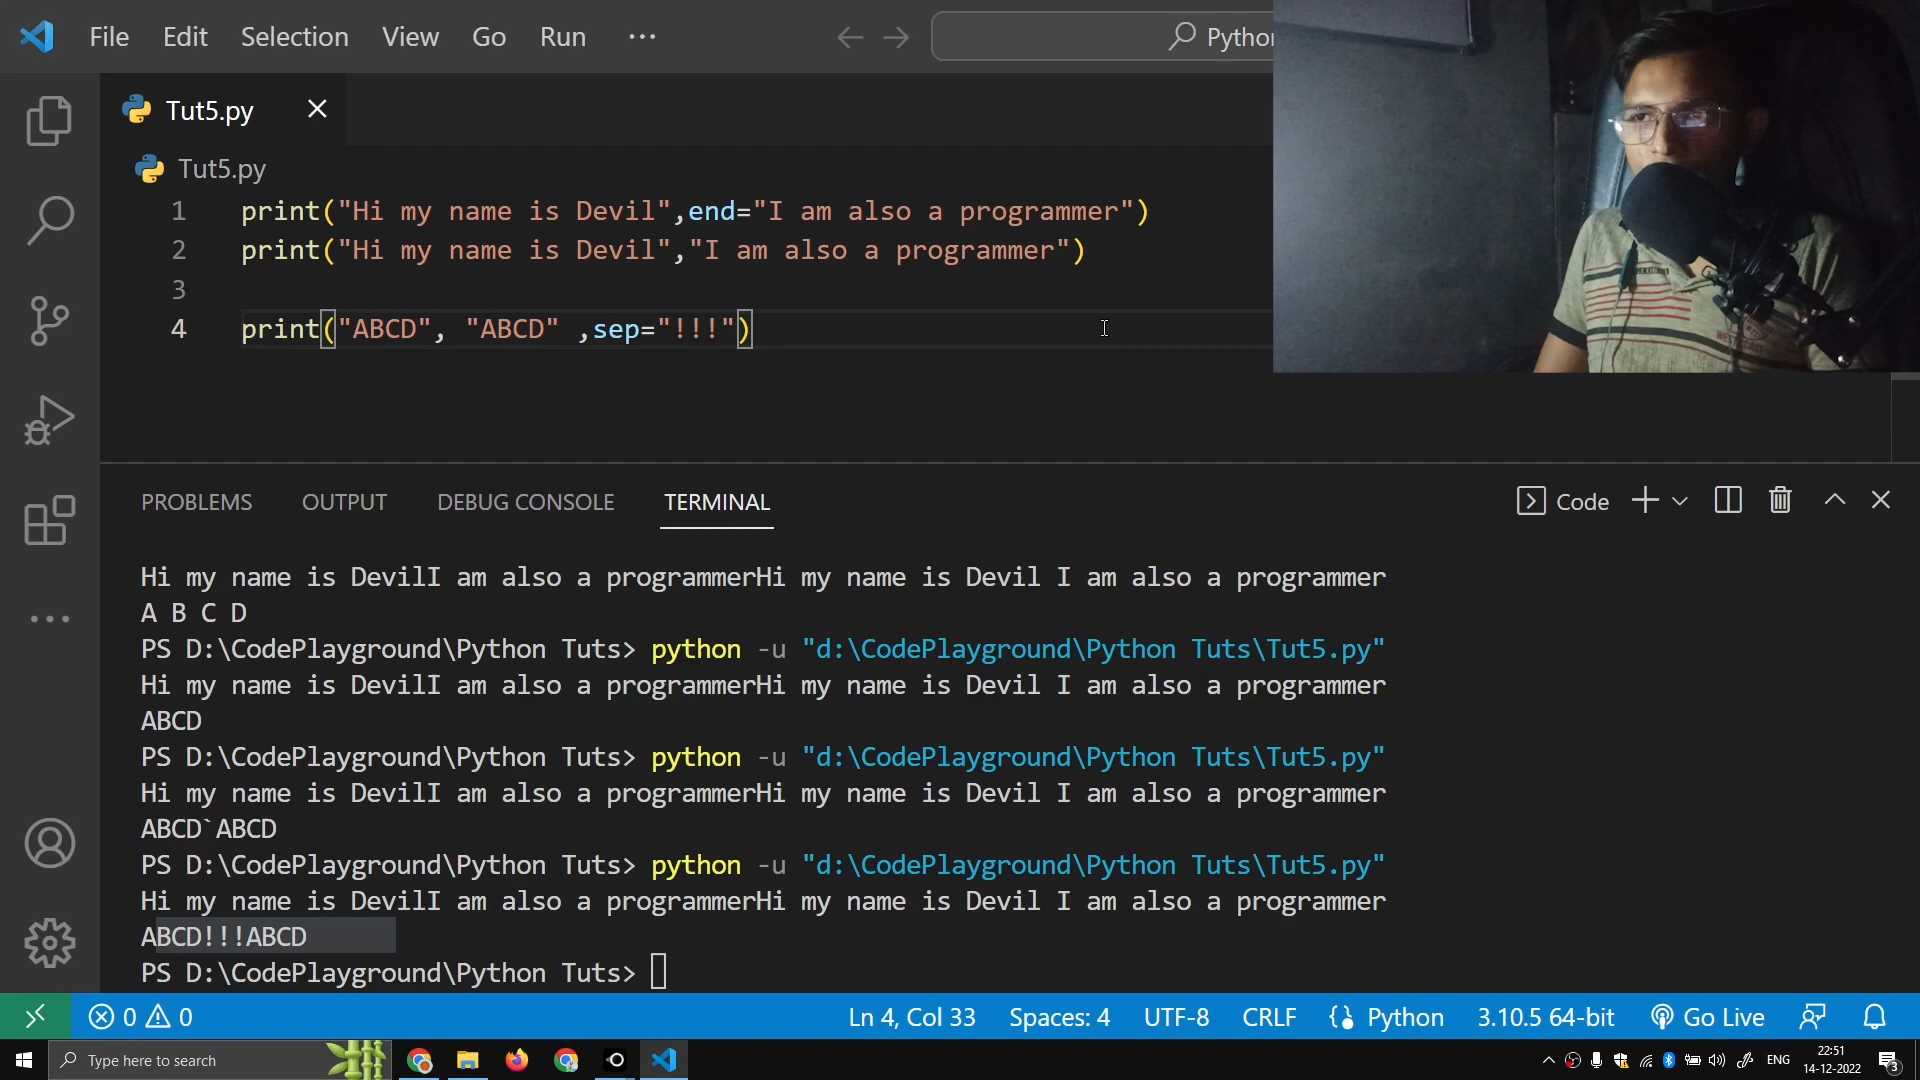 File Edit Selection View Go Run ···
Tut5.py
Tut5.py
1 print("Hi my name is Devil",end="I am also a programmer")
2 print("Hi my name is Devil","I am also a programmer")
3
4 print("ABCD", "ABCD" ,sep="!!!")
PROBLEMS OUTPUT DEBUG CONSOLE TERMINAL Code
Hi my name is DevilI am also a programmerHi my name is Devil I am also a programmer
A B C D
PS D:\CodePlayground\Python Tuts> python -u "d:\CodePlayground\Python Tuts\Tut5.py"
Hi my name is DevilI am also a programmerHi my name is Devil I am also a programmer
ABCD
PS D:\CodePlayground\Python Tuts> python -u "d:\CodePlayground\Python Tuts\Tut5.py"
Hi my name is DevilI am also a programmerHi my name is Devil I am also a programmer
ABCD`ABCD
PS D:\CodePlayground\Python Tuts> python -u "d:\CodePlayground\Python Tuts\Tut5.py"
Hi my name is DevilI am also a programmerHi my name is Devil I am also a programmer
ABCD!!!ABCD
PS D:\CodePlayground\Python Tuts>
0 0 Ln 4, Col 33 Spaces: 4 UTF-8 CRLF Python 3.10.5 64-bit Go Live
Type here to search
ENG
22:51
14-12-2022
3